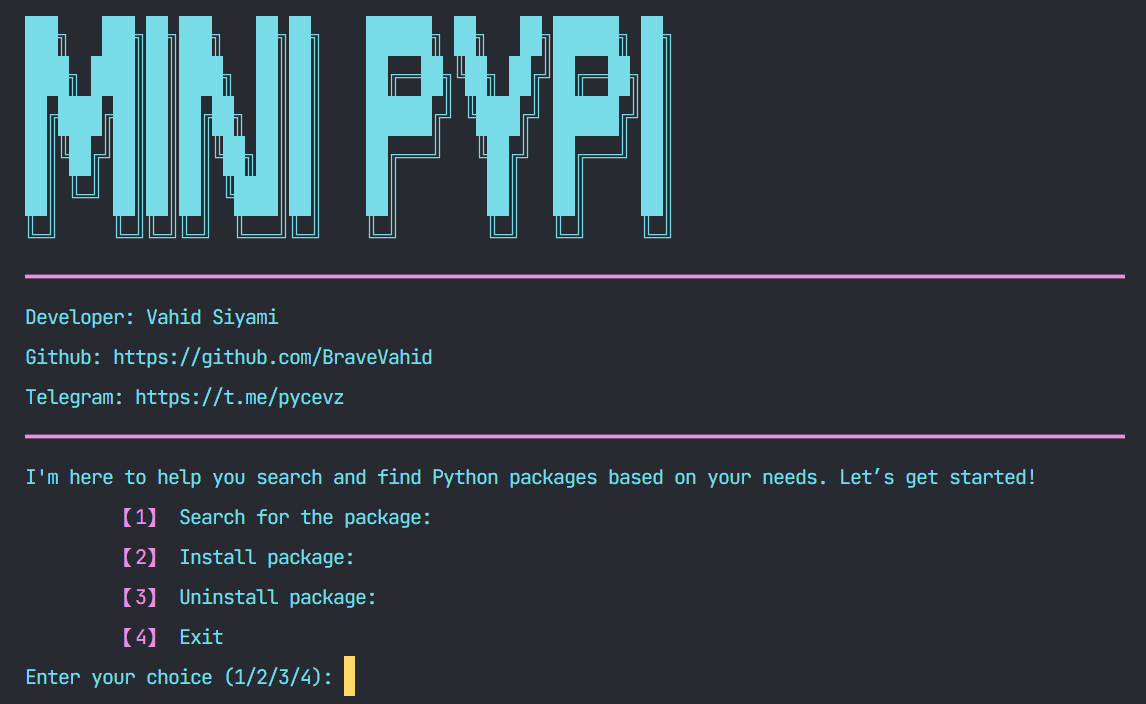 MINI PYPI
Developer: Vahid Siyami
Github: https://github.com/BraveVahid
Telegram: https://t.me/pycevz
I'm here to help you search and find Python packages based on your needs. Let’s get started!
【1】 Search for the package:
【2】 Install package:
【3】 Uninstall package:
【4】 Exit
Enter your choice (1/2/3/4):